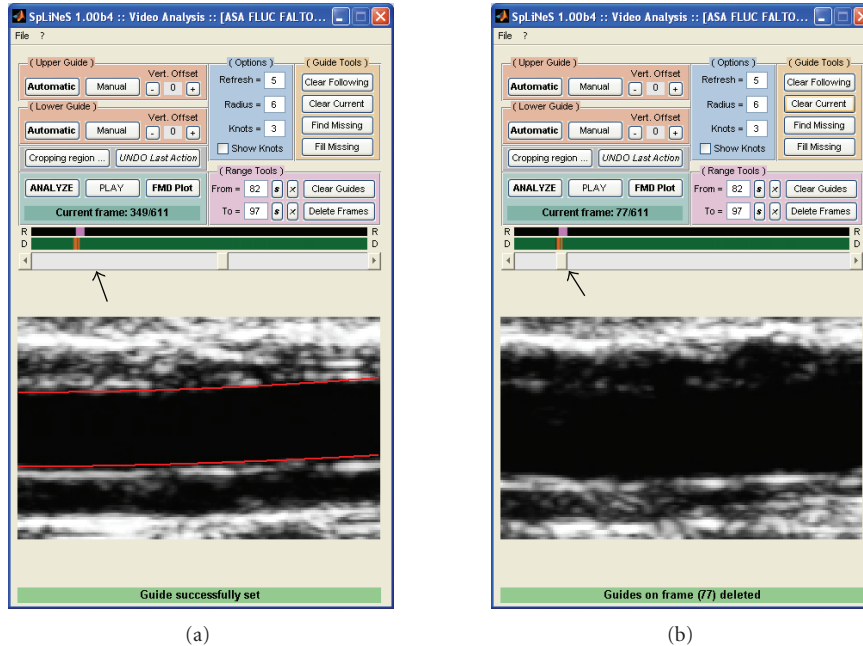 SpLiNeS 1.00b4 :: Video Analysis :: [ASA FLUC FALTO...
File ?
( Upper Guide )
Automatic Manual Vert. Offset - 0 +
( Lower Guide )
Automatic Manual Vert. Offset - 0 +
Cropping region ... UNDO Last Action
ANALYZE PLAY FMD Plot
Current frame: 349/611
( Options )
Refresh = 5
Radius = 6
Knots = 3
Show Knots
( Guide Tools )
Clear Following
Clear Current
Find Missing
Fill Missing
( Range Tools )
From = 82 s x Clear Guides
To = 97 s x Delete Frames
R R
D D
Guide successfully set
(a)
SpLiNeS 1.00b4 :: Video Analysis :: [ASA FLUC FALTO...
File ?
( Upper Guide )
Automatic Manual Vert. Offset - 0 +
( Lower Guide )
Automatic Manual Vert. Offset - 0 +
Cropping region ... UNDO Last Action
ANALYZE PLAY FMD Plot
Current frame: 77/611
( Options )
Refresh = 5
Radius = 6
Knots = 3
Show Knots
( Guide Tools )
Clear Following
Clear Current
Find Missing
Fill Missing
( Range Tools )
From = 82 s x Clear Guides
To = 97 s x Delete Frames
R R
D D
Guides on frame (77) deleted
(b)